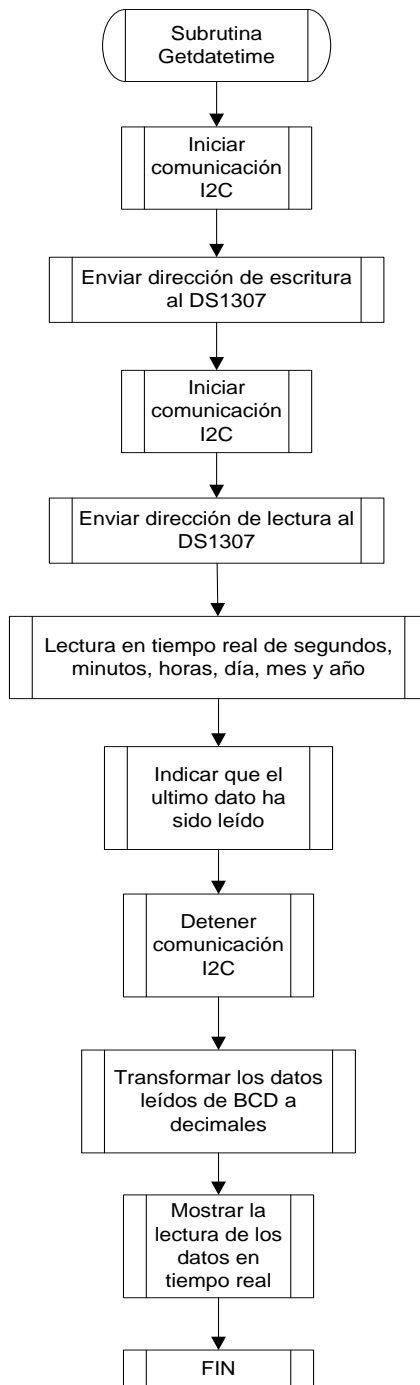 Subrutina
Getdatetime
Iniciar
comunicación
I2C
Enviar dirección de escritura
al DS1307
Iniciar
comunicación
I2C
Enviar dirección de lectura al
DS1307
Lectura en tiempo real de segundos,
minutos, horas, día, mes y año
Indicar que el
ultimo dato ha
sido leído
Detener
comunicación
I2C
Transformar los datos
leídos de BCD a
decimales
Mostrar la
lectura de los
datos en
tiempo real
FIN